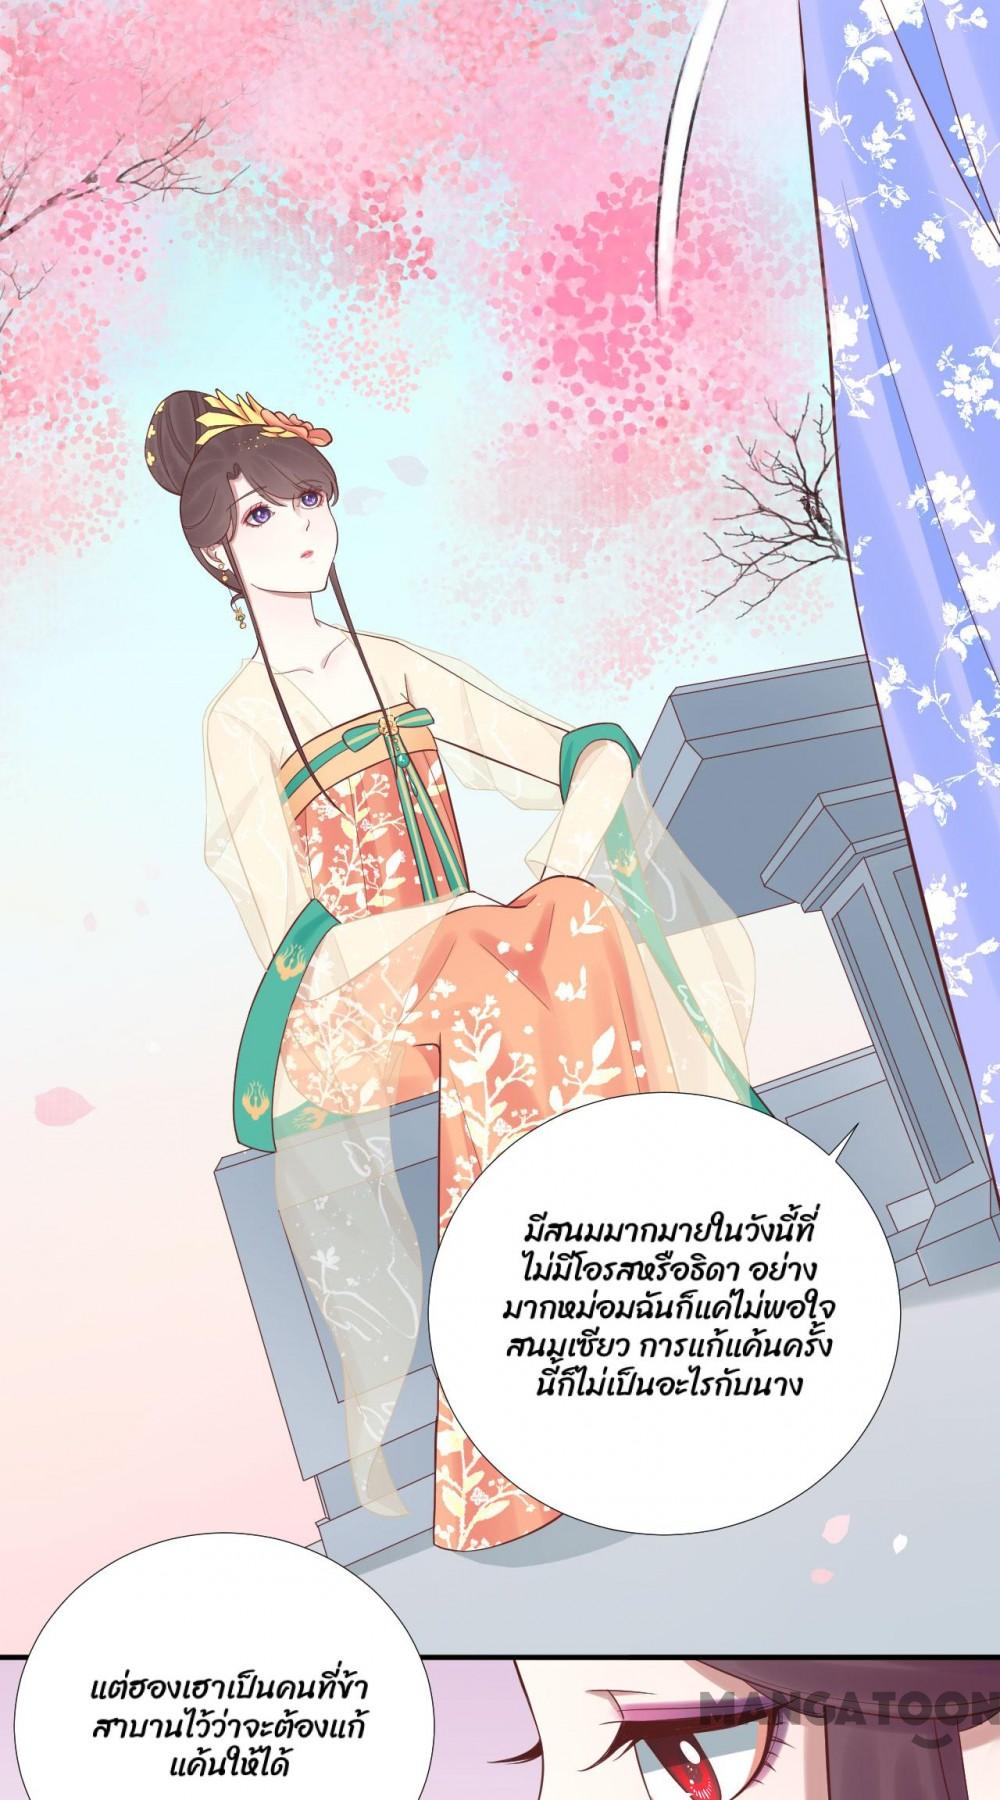 มีสนมมากมายในวังนี้ที่
ไม่มีโอรสหรือธิดา อย่าง
มากหม่อมฉันก็แค่ไม่พอใจ
สนมเซียว การแก้แค้นครั้ง
นี้ก็ไม่เป็นอะไรกับนาง
แต่ฮองเฮาเป็นคนที่ข้า
สาบานไว้ว่าจะต้องแก้
แค้นให้ได้
MANGATOON